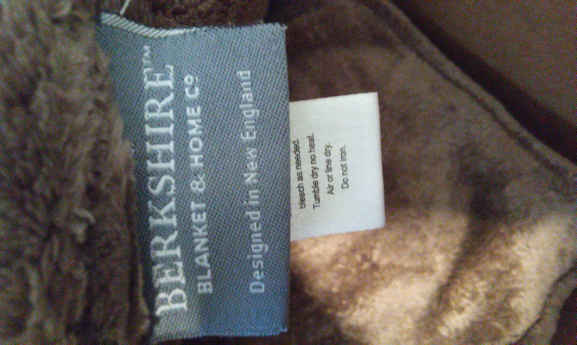 BERKSHIRE™
BLANKET & HOME Cº
Designed in New England
bleach as needed.
Tumble dry no heat.
Air or line dry.
Do not iron.